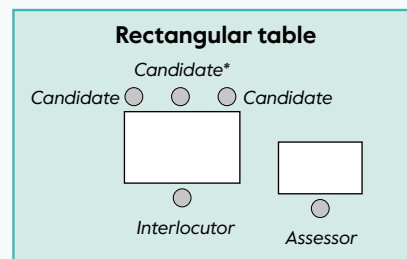 Rectangular table
Candidate*
Candidate
Candidate
Interlocutor
Assessor